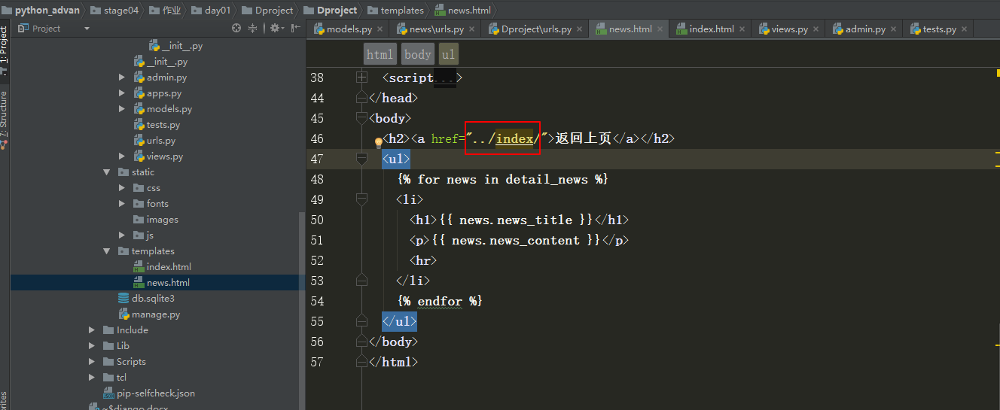 python_advan stage04 作业 day01 Dproject Dproject templates news.html
Project
models.py news\urls.py Dproject\urls.py news.html index.html views.py admin.py tests.py
html body ul
1: Project
7: Structure
__init__.py
__init__.py
admin.py
apps.py
models.py
tests.py
urls.py
views.py
static
css
fonts
images
js
templates
index.html
news.html
db.sqlite3
manage.py
Include
Lib
Scripts
tcl
pip-selfcheck.json
~$django.docx
38 <script...>
44 </head>
45 <body>
46 <h2><a href="../index/">返回上页</a></h2>
47 <ul>
48 {% for news in detail_news %}
49 <li>
50 <h1>{{ news.news_title }}</h1>
51 <p>{{ news.news_content }}</p>
52 <hr>
53 </li>
54 {% endfor %}
55 </ul>
56 </body>
57 </html>